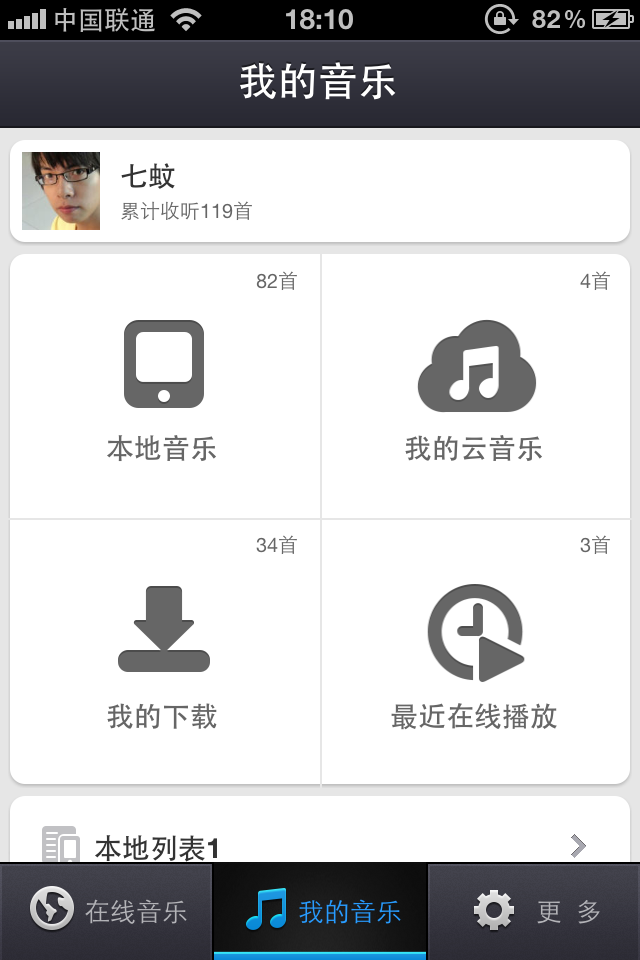 中国联通 18:10 82%
我的音乐
七蚊
累计收听119首
82首
本地音乐
4首
我的云音乐
34首
我的下载
3首
最近在线播放
本地列表1
在线音乐
我的音乐
更 多